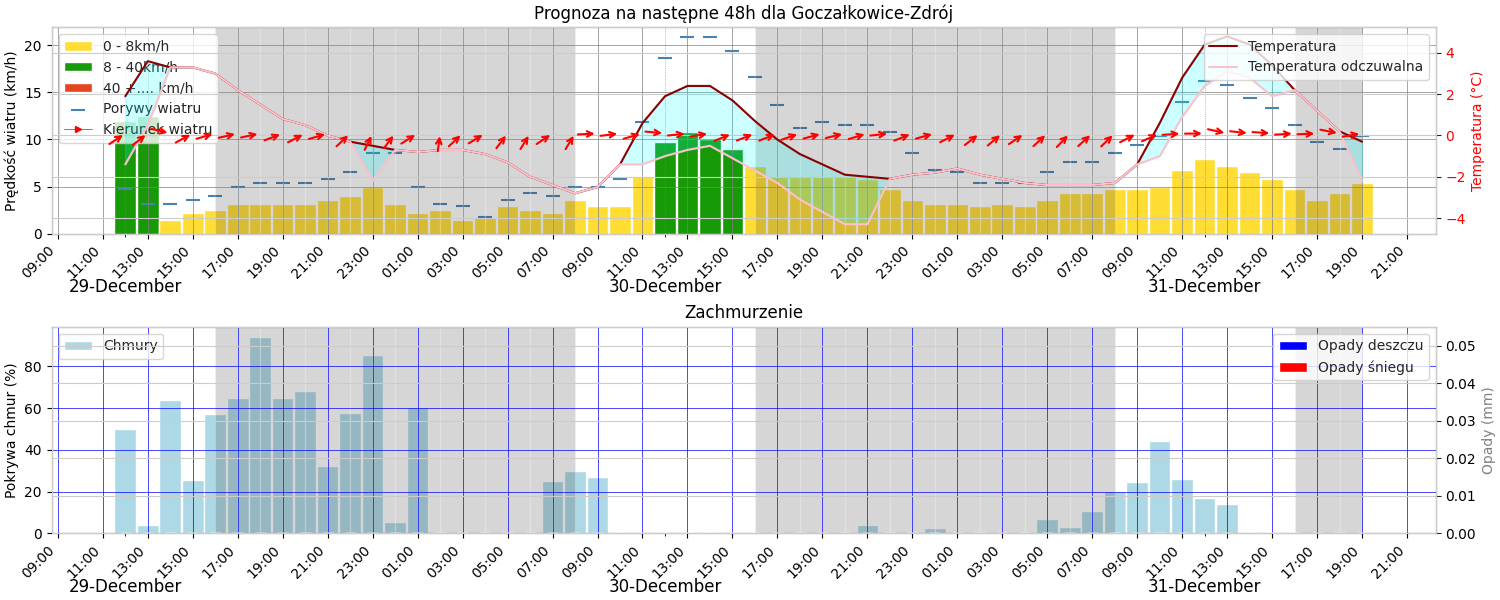 Prognoza na następne 48h dla Goczałkowice-Zdrój
Prędkość wiatru (km/h)
20
15
10
5
0
0 - 8km/h
8 - 40km/h
40 +.... km/h
Porywy wiatru
Kierunek wiatru
Temperatura
Temperatura odczuwalna
4
2
0
−2
−4
Temperatura (°C)
09:00 11:00 13:00 15:00 17:00 19:00 21:00 23:00 01:00 03:00 05:00 07:00 09:00 11:00 13:00 15:00 17:00 19:00 21:00 23:00 01:00 03:00 05:00 07:00 09:00 11:00 13:00 15:00 17:00 19:00 21:00
29-December 30-December 31-December
Zachmurzenie
Pokrywa chmur (%)
80
60
40
20
0
Chmury
Opady deszczu
Opady śniegu
0.05
0.04
0.03
0.02
0.01
0.00
Opady (mm)
09:00 11:00 13:00 15:00 17:00 19:00 21:00 23:00 01:00 03:00 05:00 07:00 09:00 11:00 13:00 15:00 17:00 19:00 21:00 23:00 01:00 03:00 05:00 07:00 09:00 11:00 13:00 15:00 17:00 19:00 21:00
29-December 30-December 31-December